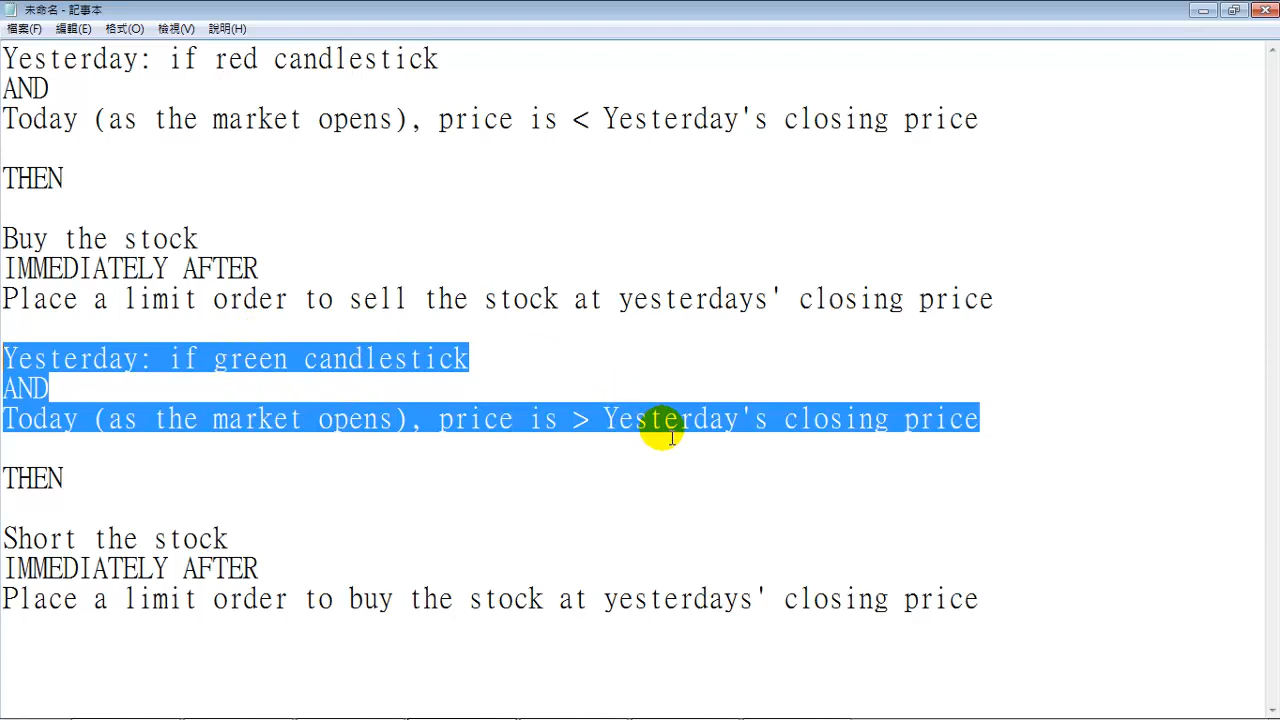 未命名 - 記事本
檔案(F) 編輯(E) 格式(O) 檢視(V) 說明(H)
Yesterday: if red candlestick
AND
Today (as the market opens), price is < Yesterday's closing price
THEN
Buy the stock
IMMEDIATELY AFTER
Place a limit order to sell the stock at yesterdays' closing price
Yesterday: if green candlestick
AND
Today (as the market opens), price is > Yesterday's closing price
THEN
Short the stock
IMMEDIATELY AFTER
Place a limit order to buy the stock at yesterdays' closing price